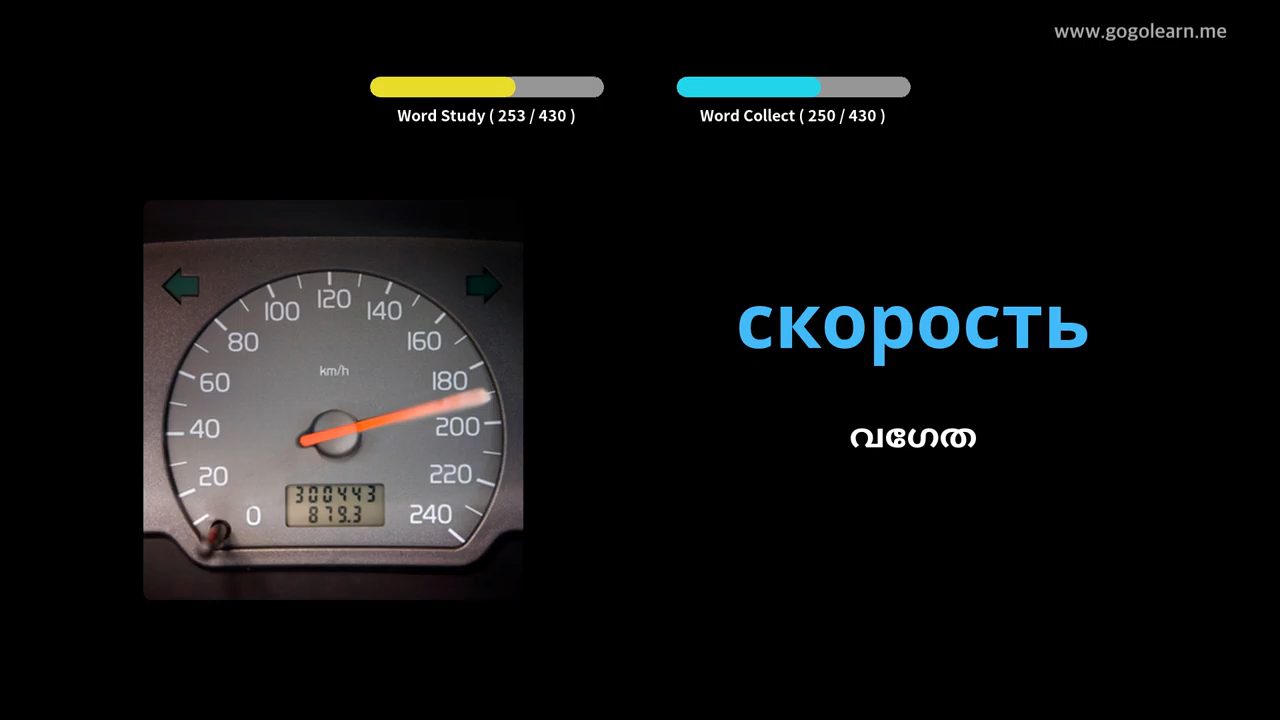 www.gogolearn.me
Word Study ( 253 / 430 )
Word Collect ( 250 / 430 )
100
120
140
80
160
km/h
60
180
40
200
20
220
300443
0
879.3
240
скорость
വഗേത